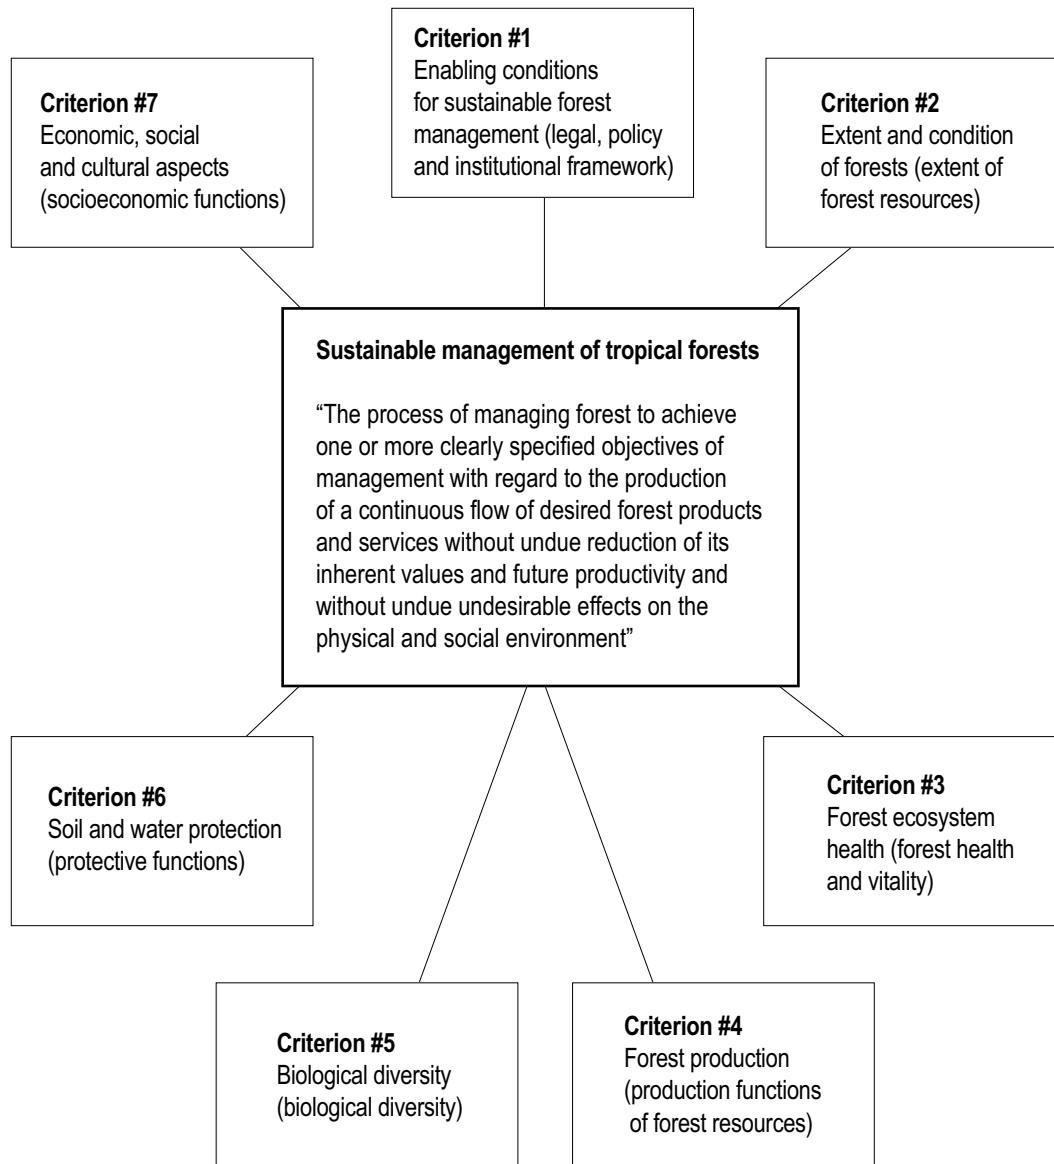 Criterion #1
Enabling conditions
for sustainable forest
management (legal, policy
and institutional framework)
Criterion #7
Economic, social
and cultural aspects
(socioeconomic functions)
Criterion #2
Extent and condition
of forests (extent of
forest resources)
Sustainable management of tropical forests
“The process of managing forest to achieve
one or more clearly specified objectives of
management with regard to the production
of a continuous flow of desired forest products
and services without undue reduction of its
inherent values and future productivity and
without undue undesirable effects on the
physical and social environment”
Criterion #6
Soil and water protection
(protective functions)
Criterion #3
Forest ecosystem
health (forest health
and vitality)
Criterion #5
Biological diversity
(biological diversity)
Criterion #4
Forest production
(production functions
of forest resources)